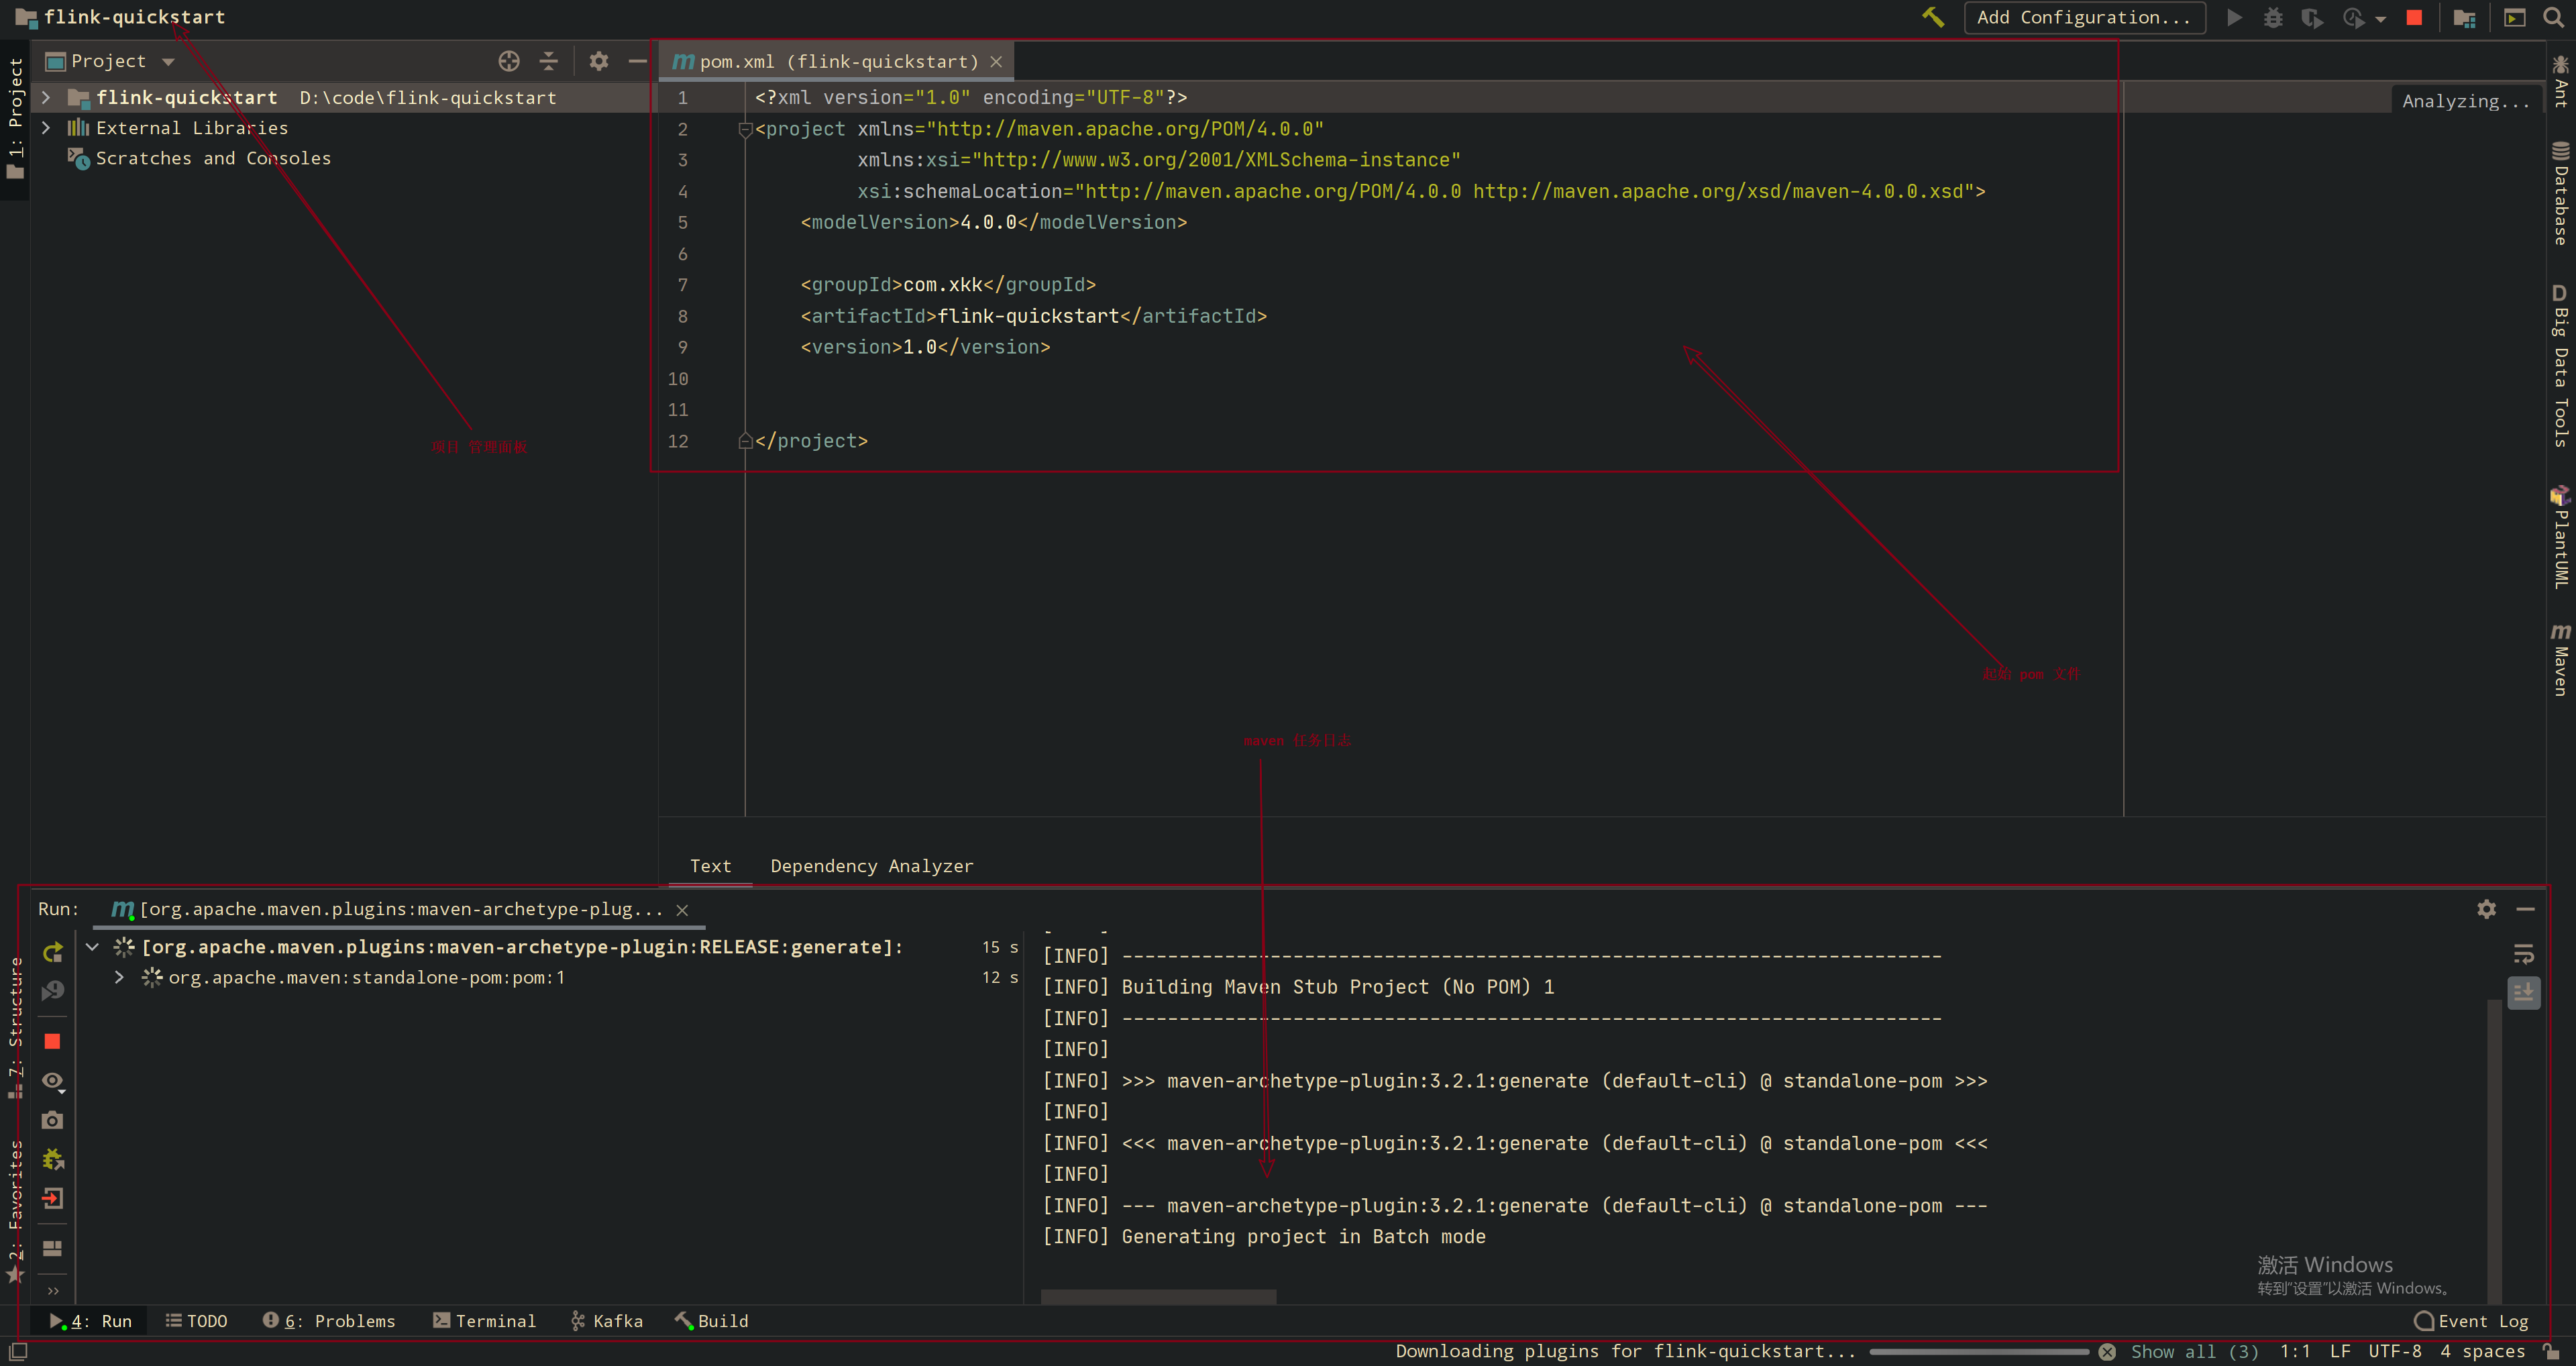 flink-quickstart
Add Configuration...
Project
pom.xml (flink-quickstart)
1: Project
flink-quickstart D:\code\flink-quickstart
External Libraries
Scratches and Consoles
项目 管理面板
1 <?xml version="1.0" encoding="UTF-8"?>
2 <project xmlns="http://maven.apache.org/POM/4.0.0"
3 xmlns:xsi="http://www.w3.org/2001/XMLSchema-instance"
4 xsi:schemaLocation="http://maven.apache.org/POM/4.0.0 http://maven.apache.org/xsd/maven-4.0.0.xsd">
5 <modelVersion>4.0.0</modelVersion>
6
7 <groupId>com.xkk</groupId>
8 <artifactId>flink-quickstart</artifactId>
9 <version>1.0</version>
10
11
12 </project>
Analyzing...
Ant
Database
D Big Data Tools
PlantUML
m Maven
起始 pom 文件
maven 任务日志
Text Dependency Analyzer
Run: m [org.apache.maven.plugins:maven-archetype-plug...
[org.apache.maven.plugins:maven-archetype-plugin:RELEASE:generate]: 15 s
org.apache.maven:standalone-pom:pom:1 12 s
7: Structure
2: Favorites
[INFO] ------------------------------------------------------------------------
[INFO] Building Maven Stub Project (No POM) 1
[INFO] ------------------------------------------------------------------------
[INFO]
[INFO] >>> maven-archetype-plugin:3.2.1:generate (default-cli) @ standalone-pom >>>
[INFO]
[INFO] <<< maven-archetype-plugin:3.2.1:generate (default-cli) @ standalone-pom <<<
[INFO]
[INFO] --- maven-archetype-plugin:3.2.1:generate (default-cli) @ standalone-pom ---
[INFO] Generating project in Batch mode
激活 Windows
转到"设置"以激活 Windows。
4: Run TODO 6: Problems Terminal Kafka Build Event Log
Downloading plugins for flink-quickstart... Show all (3) 1:1 LF UTF-8 4 spaces